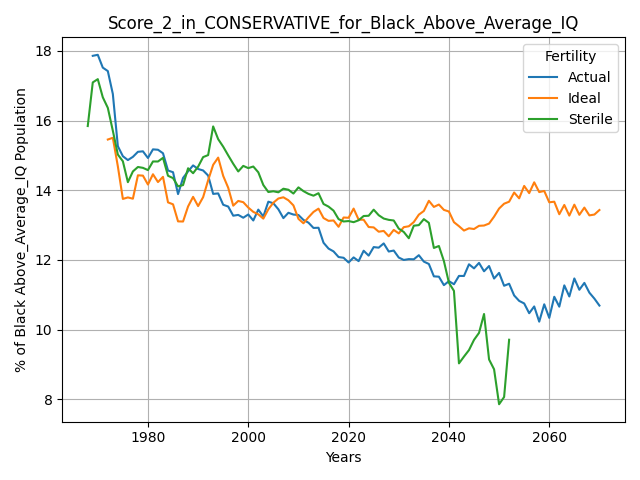 Score_2_in_CONSERVATIVE_for_Black_Above_Average_IQ
% of Black Above_Average_IQ Population
18
16
14
12
10
8
Fertility
Actual
Ideal
Sterile
1980
2000
2020
2040
2060
Years